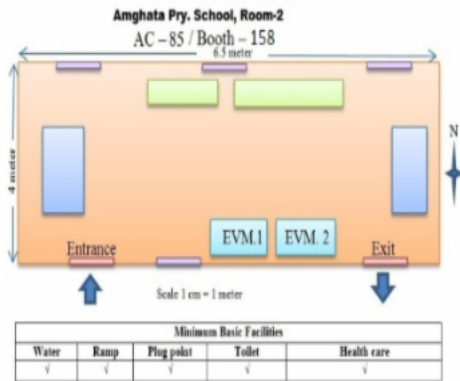 Amghata Pry. School, Room-2
AC – 85 / Booth – 158
6.5 meter
4 meter
N
EVM.1 EVM. 2
Entrance Exit
Scale 1 cm = 1 meter
Minimum Basic Facilities
Water Ramp Plug point Toilet Health care
√ √ √ √ √